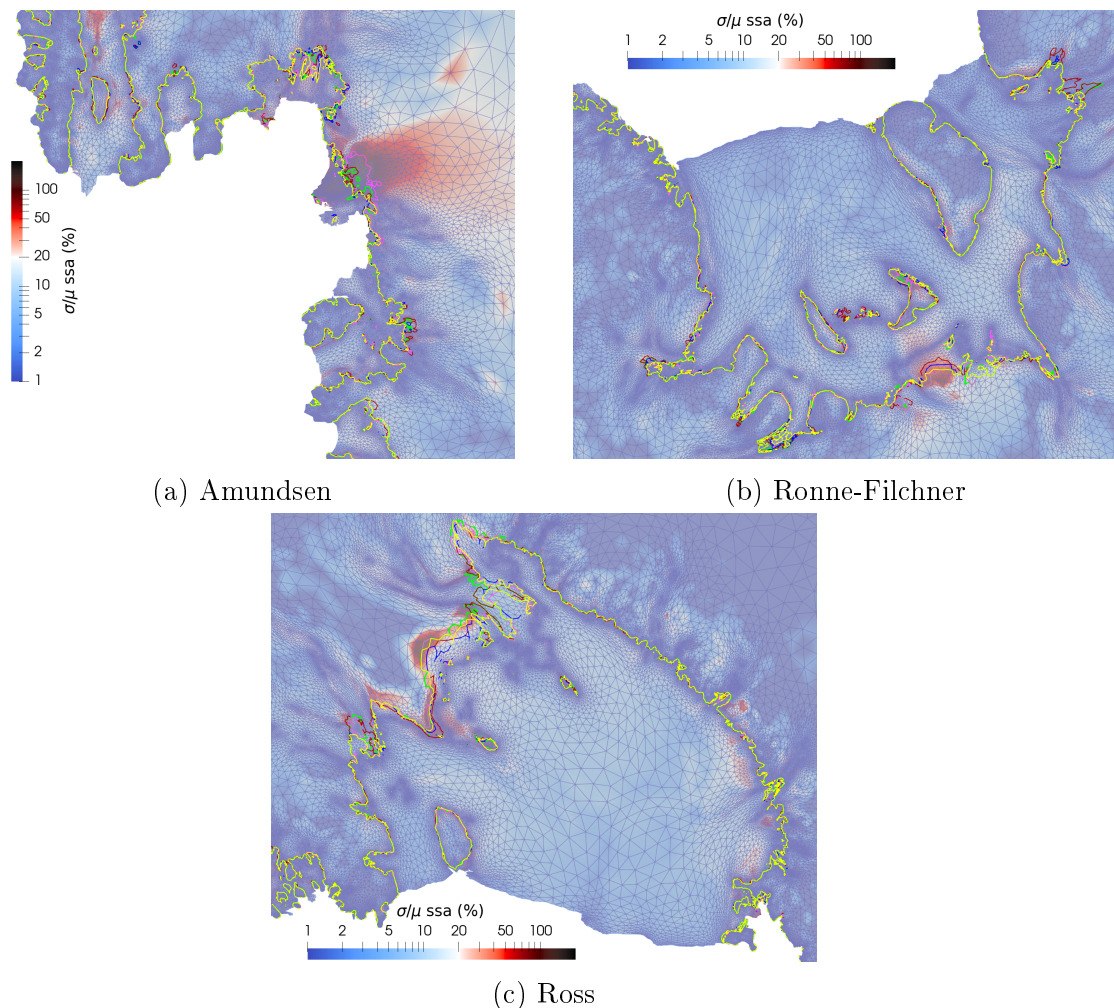 σ/μ ssa (%)
1 2 5 10 20 50 100
100
50
20
10
5
2
1
σ/μ ssa (%)
(a) Amundsen
(b) Ronne-Filchner
σ/μ ssa (%)
1 2 5 10 20 50 100
(c) Ross